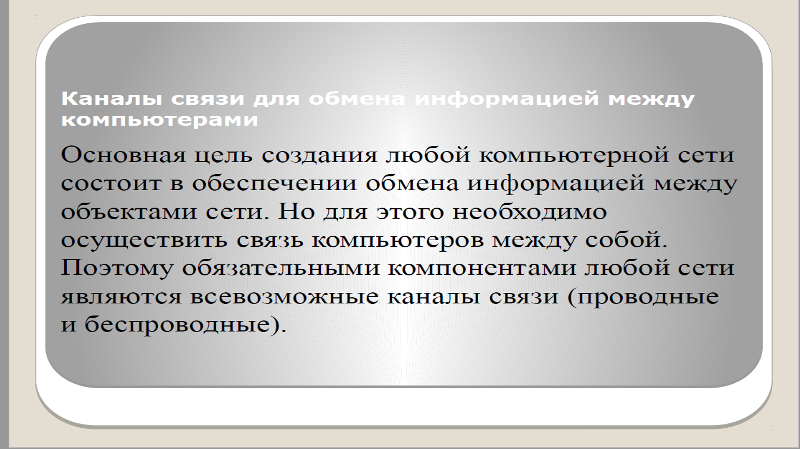 Каналы связи для обмена информацией между
компьютерами
Основная цель создания любой компьютерной сети
состоит в обеспечении обмена информацией между
объектами сети. Но для этого необходимо
осуществить связь компьютеров между собой.
Поэтому обязательными компонентами любой сети
являются всевозможные каналы связи (проводные
и беспроводные).